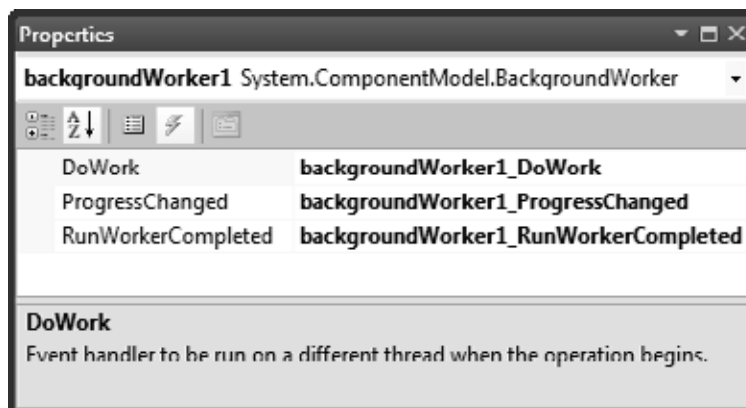 Properties
backgroundWorker1 System.ComponentModel.BackgroundWorker
DoWork backgroundWorker1_DoWork
ProgressChanged backgroundWorker1_ProgressChanged
RunWorkerCompleted backgroundWorker1_RunWorkerCompleted
DoWork
Event handler to be run on a different thread when the operation begins.